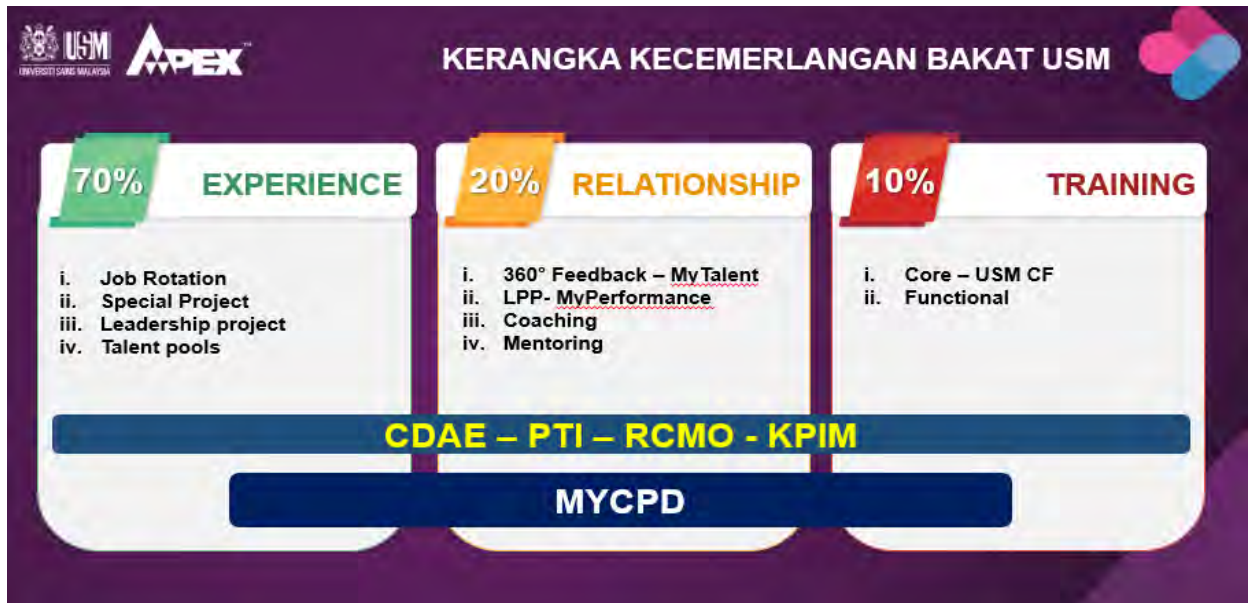 USM
UNIVERSITI SAINS MALAYSIA
APEX™
KERANGKA KECEMERLANGAN BAKAT USM
70%
EXPERIENCE
i. Job Rotation
ii. Special Project
iii. Leadership project
iv. Talent pools
20%
RELATIONSHIP
i. 360° Feedback – MyTalent
ii. LPP- MyPerformance
iii. Coaching
iv. Mentoring
10%
TRAINING
i. Core – USM CF
ii. Functional
CDAE – PTI – RCMO - KPIM
MYCPD